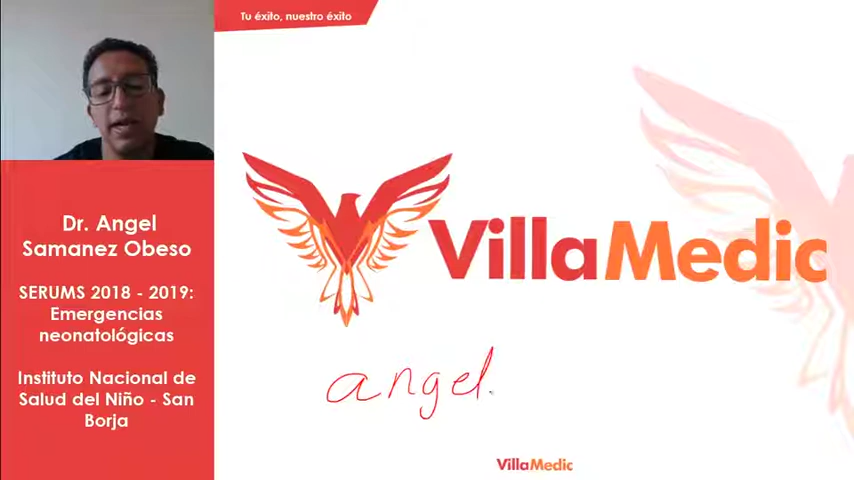 Tu éxito, nuestro éxito
Dr. Angel
Samanez Obeso
SERUMS 2018 - 2019:
Emergencias
neonatológicas
Instituto Nacional de
Salud del Niño - San
Borja
VillaMedic
angel.
VillaMedic